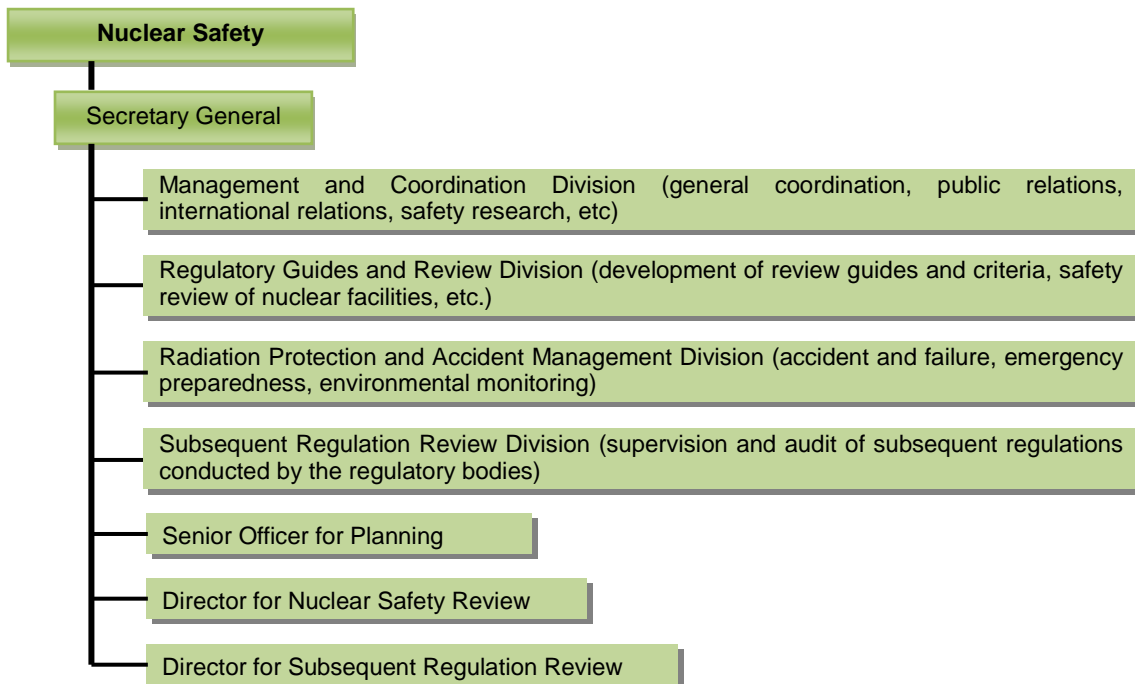 Nuclear Safety
Secretary General
Management and Coordination Division (general coordination, public relations,
international relations, safety research, etc)
Regulatory Guides and Review Division (development of review guides and criteria, safety
review of nuclear facilities, etc.)
Radiation Protection and Accident Management Division (accident and failure, emergency
preparedness, environmental monitoring)
Subsequent Regulation Review Division (supervision and audit of subsequent regulations
conducted by the regulatory bodies)
Senior Officer for Planning
Director for Nuclear Safety Review
Director for Subsequent Regulation Review